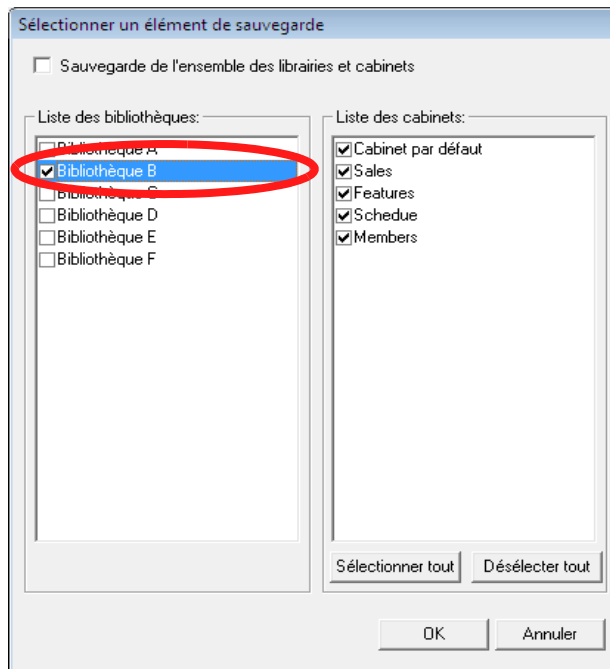 Sélectionner un élément de sauvegarde
Sauvegarde de l'ensemble des librairies et cabinets
Liste des bibliothèques:
Bibliothèque A
Bibliothèque B
Bibliothèque C
Bibliothèque D
Bibliothèque E
Bibliothèque F
Liste des cabinets:
Cabinet par défaut
Sales
Features
Schedue
Members
Sélectionner tout
Désélecter tout
OK
Annuler